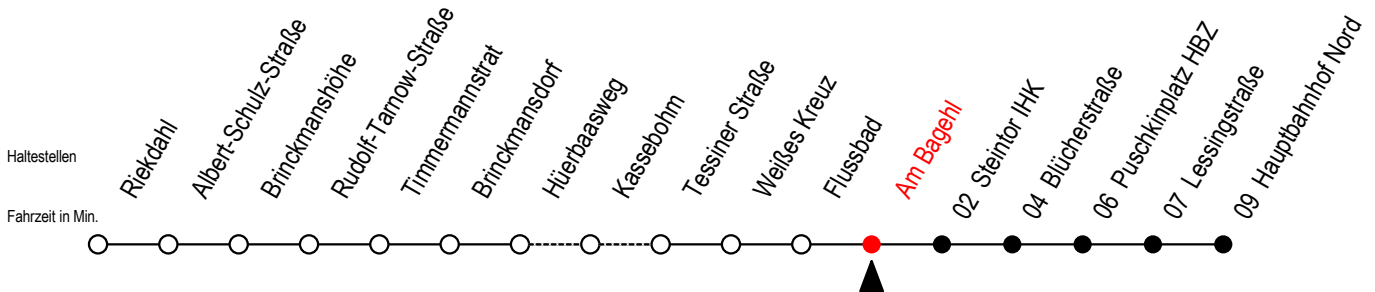 Haltestellen
Fahrzeit in Min.
Riekdahl
Albert-Schulz-Straße
Brinckmanshöhe
Rudolf-Tarnow-Straße
Timmermannstrat
Brinckmansdorf
Hüerbaasweg
Kassebohm
Tessiner Straße
Weißes Kreuz
Flussbad
Am Bagehl
02 Steintor IHK
04 Blücherstraße
06 Puschkinplatz HBZ
07 Lessingstraße
09 Hauptbahnhof Nord